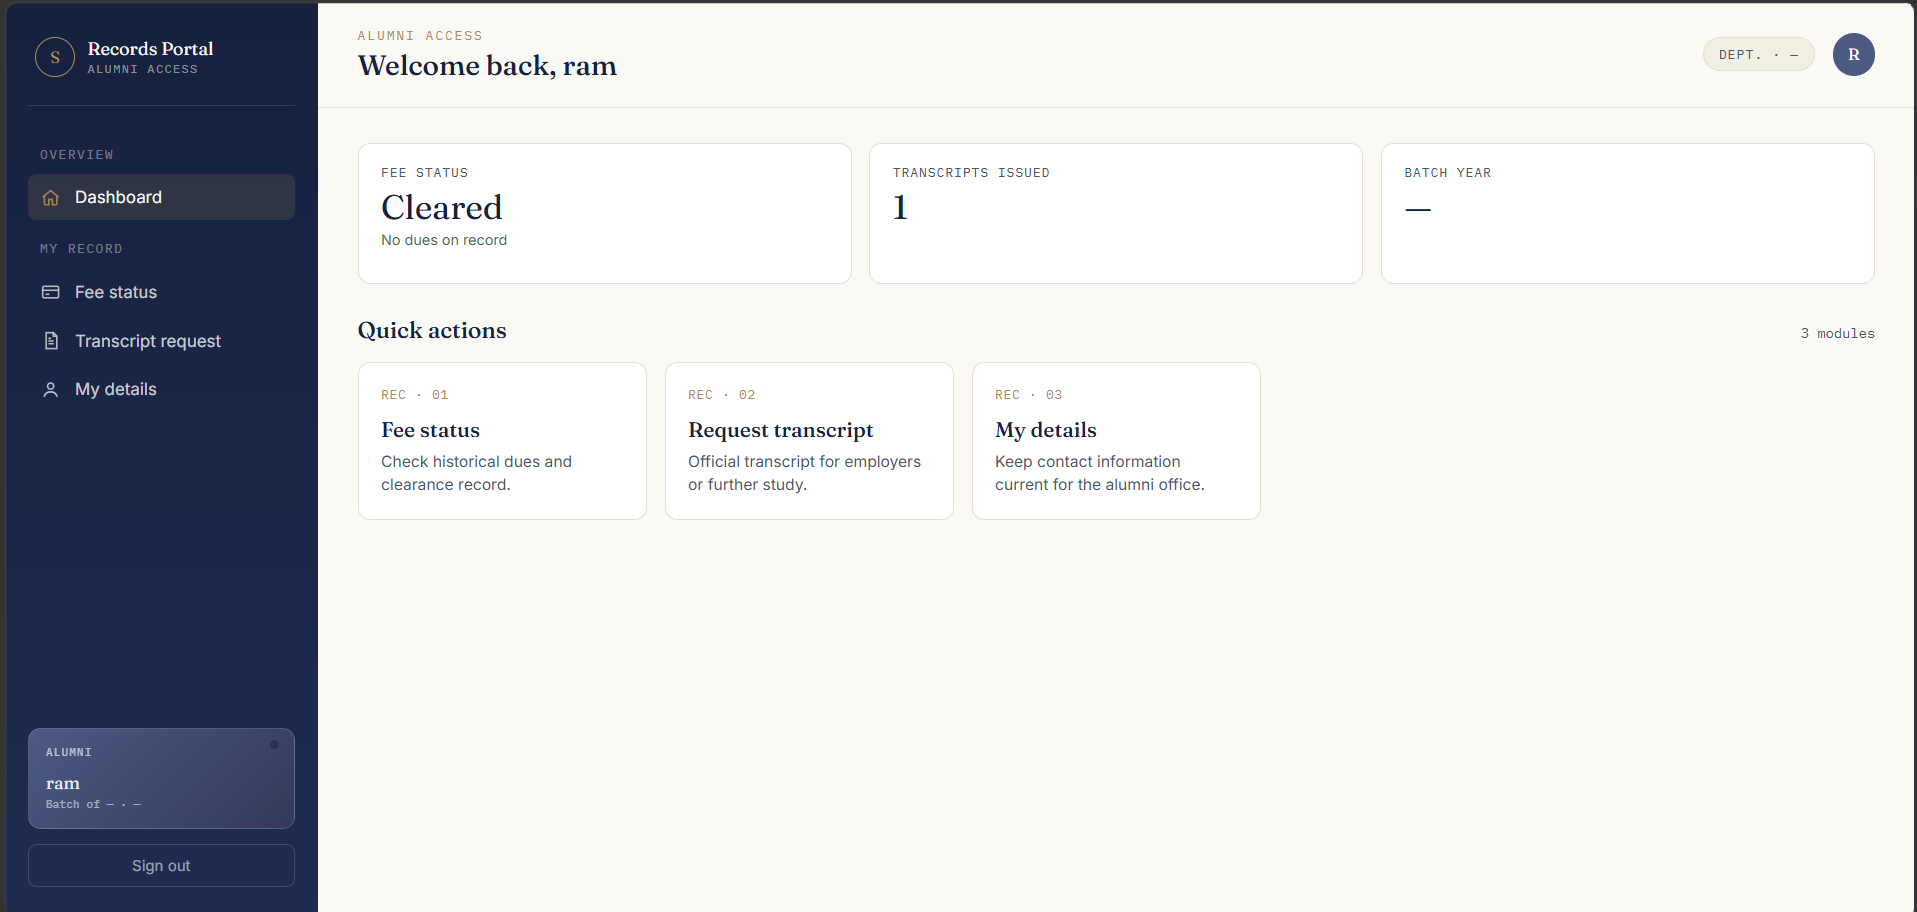 S
Records Portal
ALUMNI ACCESS
OVERVIEW
Dashboard
MY RECORD
Fee status
Transcript request
My details
ALUMNI
ram
Batch of — · —
Sign out
ALUMNI ACCESS
Welcome back, ram
DEPT. · —
R
FEE STATUS
Cleared
No dues on record
TRANSCRIPTS ISSUED
1
BATCH YEAR
—
Quick actions
3 modules
REC · 01
Fee status
Check historical dues and
clearance record.
REC · 02
Request transcript
Official transcript for employers
or further study.
REC · 03
My details
Keep contact information
current for the alumni office.